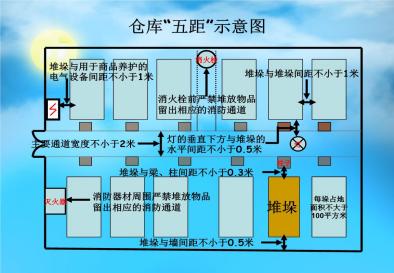 仓库“五距”示意图
消火栓
堆垛与用于商品养护的
电气设备间距不小于1米
堆垛与堆垛间距不小于1米
消火栓前严禁堆放物品
留出相应的消防通道
主要通道宽度不小于2米
灯的垂直下方与堆垛的
水平间距不小于0.5米
堆垛与梁、柱间距不小于0.3米
灭火器
消防器材周围严禁堆放物品
留出相应的消防通道
堆垛
每垛占地
面积不大于
100平方米
堆垛与墙间距不小于0.5米